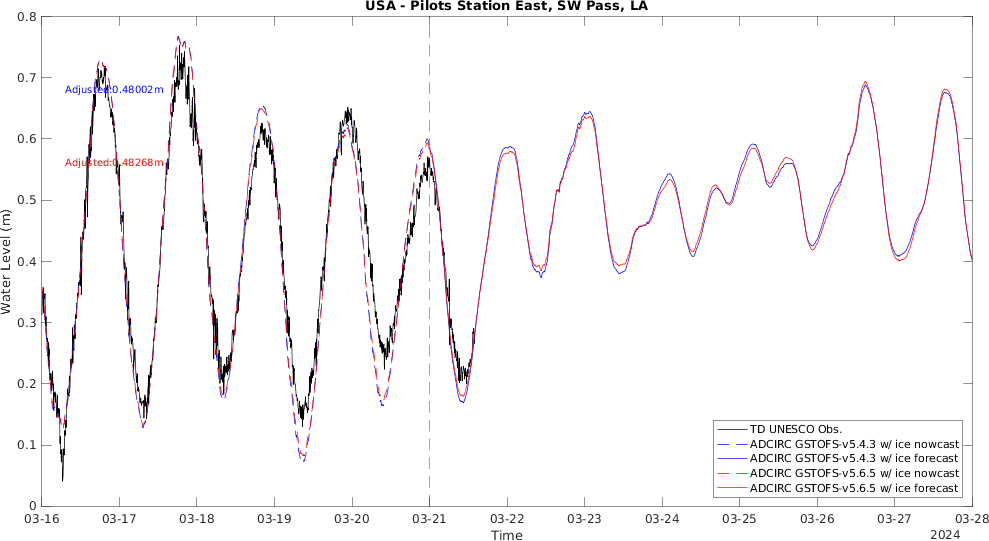 USA - Pilots Station East, SW Pass, LA
0.8
0.7
0.6
0.5
0.4
0.3
0.2
0.1
0
Water Level (m)
Adjusted:0.48002m
Adjusted:0.48268m
TD UNESCO Obs.
ADCIRC GSTOFS-v5.4.3 w/ ice nowcast
ADCIRC GSTOFS-v5.4.3 w/ ice forecast
ADCIRC GSTOFS-v5.6.5 w/ ice nowcast
ADCIRC GSTOFS-v5.6.5 w/ ice forecast
03-16 03-17 03-18 03-19 03-20 03-21 03-22 03-23 03-24 03-25 03-26 03-27 03-28
Time
2024